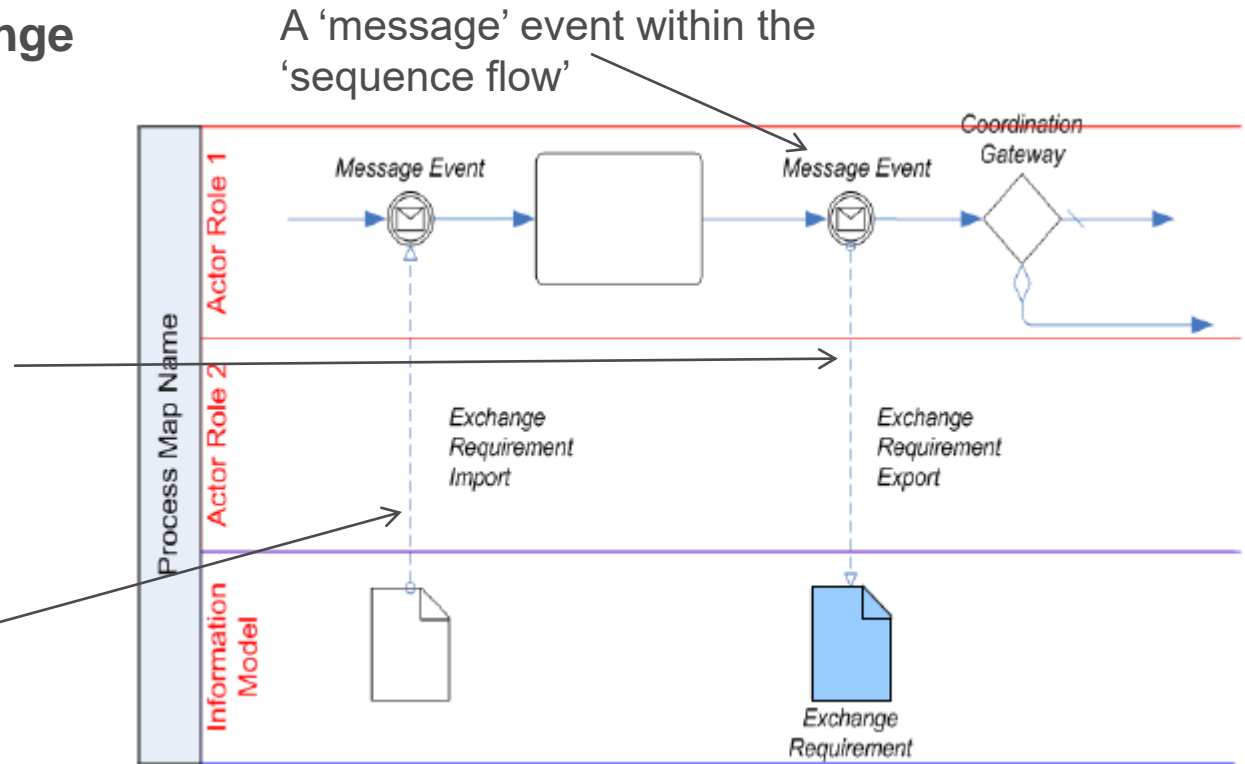 nge
A ‘message’ event within the
‘sequence flow’
Coordination
Gateway
Message Event
Message Event
Process Map Name
Actor Role 1
Actor Role 2
Exchange
Requirement
Import
Exchange
Requirement
Export
Information
Model
Exchange
Requirement